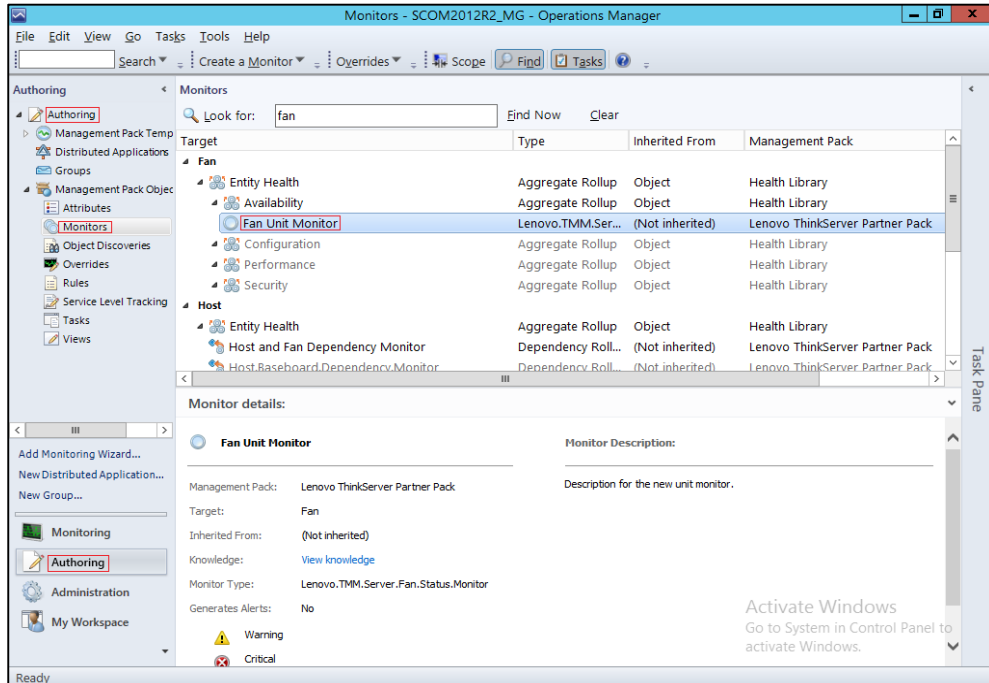 Monitors - SCOM2012R2_MG - Operations Manager
File Edit View Go Tasks Tools Help
Search Create a Monitor Overrides Scope Find Tasks
Authoring
Authoring
Management Pack Temp
Distributed Applications
Groups
Management Pack Objec
Attributes
Monitors
Object Discoveries
Overrides
Rules
Service Level Tracking
Tasks
Views
Add Monitoring Wizard...
New Distributed Application...
New Group...
Monitoring
Authoring
Administration
My Workspace
Monitors
Look for: fan Find Now Clear
Target Type Inherited From Management Pack
Fan
Entity Health Aggregate Rollup Object Health Library
Availability Aggregate Rollup Object Health Library
Fan Unit Monitor Lenovo.TMM.Ser... (Not inherited) Lenovo ThinkServer Partner Pack
Configuration Aggregate Rollup Object Health Library
Performance Aggregate Rollup Object Health Library
Security Aggregate Rollup Object Health Library
Host
Entity Health Aggregate Rollup Object Health Library
Host and Fan Dependency Monitor Dependency Roll... (Not inherited) Lenovo ThinkServer Partner Pack
Host.Baseboard.Dependency.Monitor Dependency Roll... (Not inherited) Lenovo ThinkServer Partner Pack
Monitor details:
Fan Unit Monitor
Monitor Description:
Management Pack: Lenovo ThinkServer Partner Pack
Description for the new unit monitor.
Target: Fan
Inherited From: (Not inherited)
Knowledge: View knowledge
Monitor Type: Lenovo.TMM.Server.Fan.Status.Monitor
Generates Alerts: No
Warning
Critical
Activate Windows
Go to System in Control Panel to
activate Windows.
Task Pane
Ready